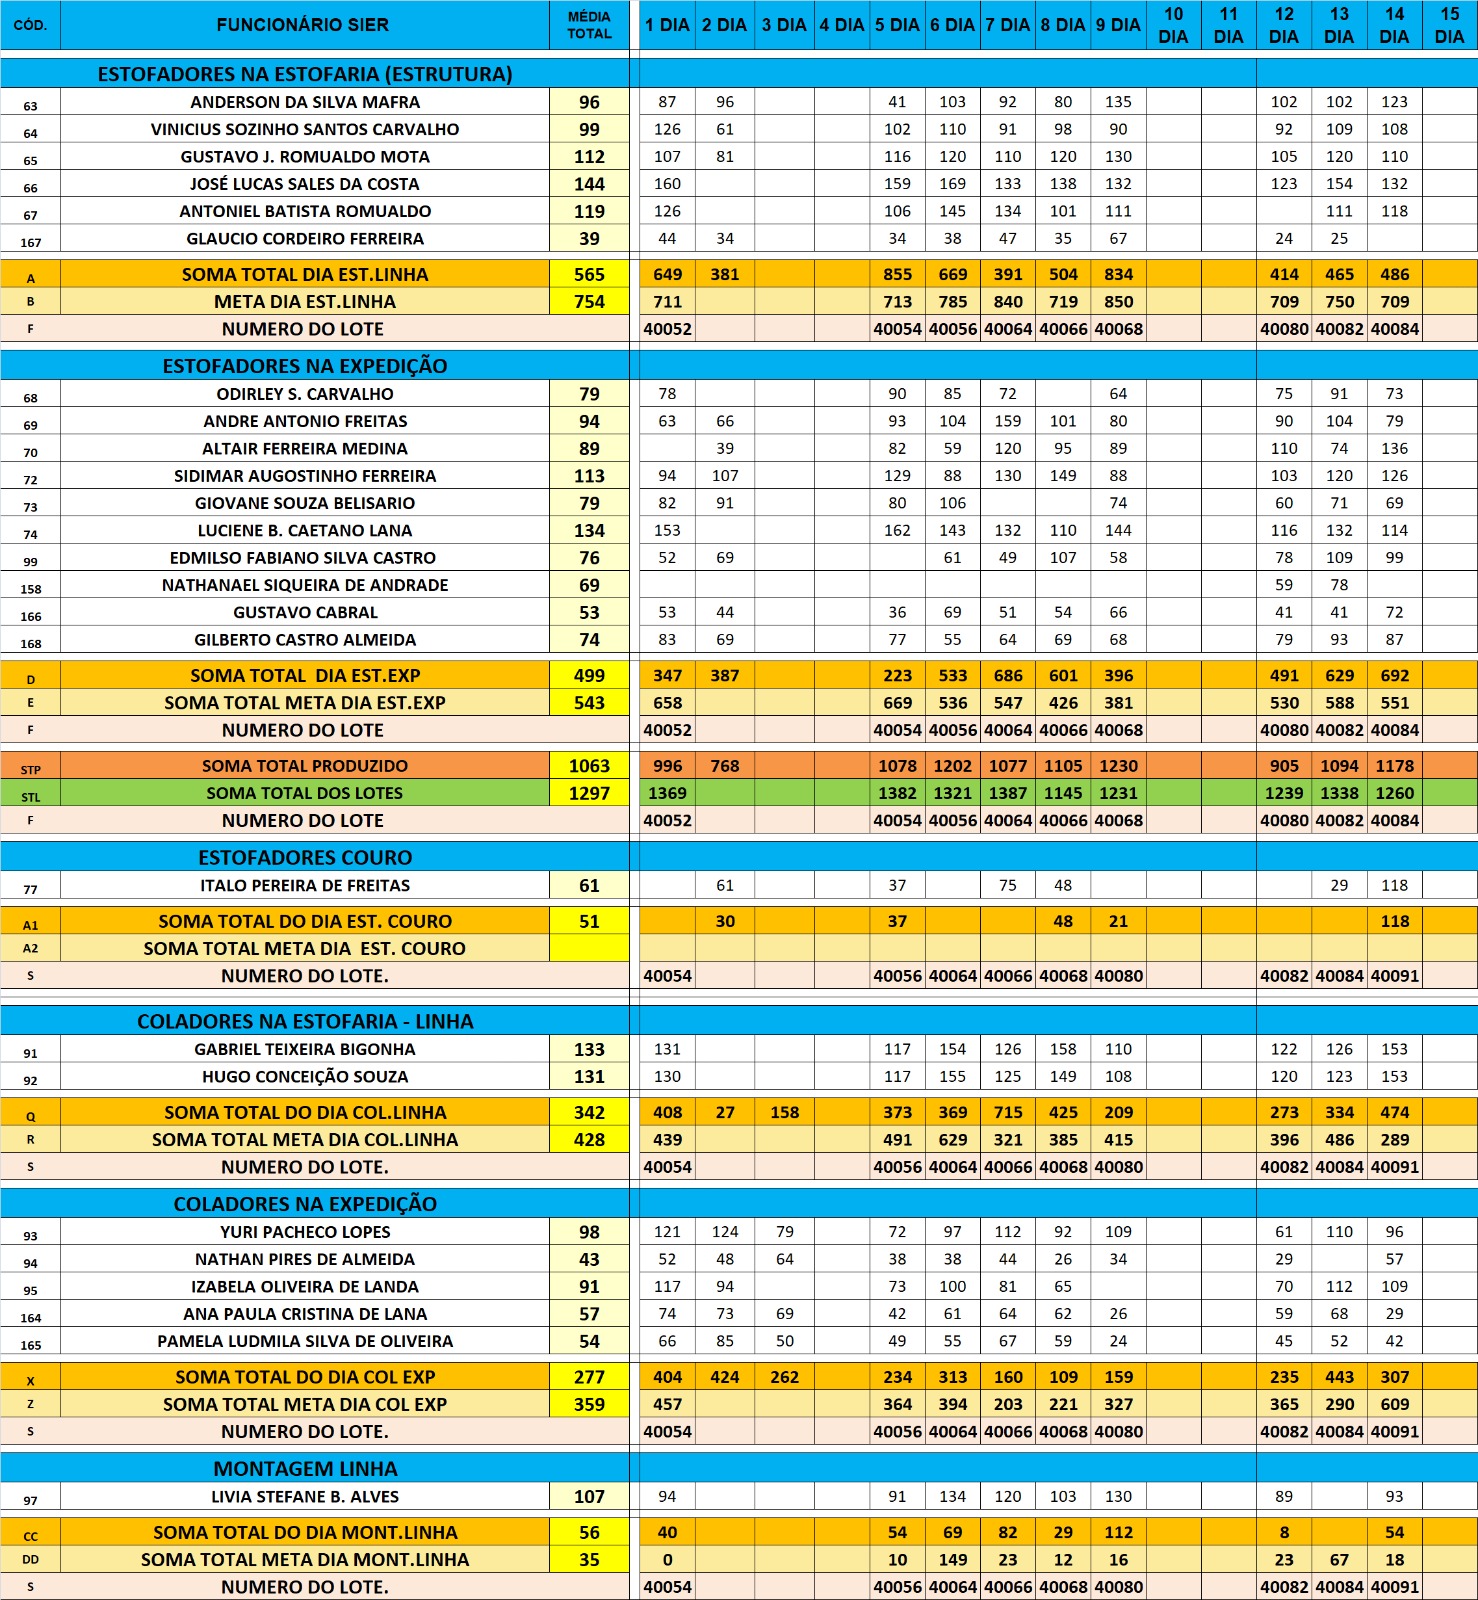 CÓD. FUNCIONÁRIO SIER MÉDIA TOTAL 1 DIA 2 DIA 3 DIA 4 DIA 5 DIA 6 DIA 7 DIA 8 DIA 9 DIA 10 DIA 11 DIA 12 DIA 13 DIA 14 DIA 15 DIA
ESTOFADORES NA ESTOFARIA (ESTRUTURA)
63 ANDERSON DA SILVA MAFRA 96 87 96 41 103 92 80 135 102 102 123
64 VINICIUS SOZINHO SANTOS CARVALHO 99 126 61 102 110 91 98 90 92 109 108
65 GUSTAVO J. ROMUALDO MOTA 112 107 81 116 120 110 120 130 105 120 110
66 JOSÉ LUCAS SALES DA COSTA 144 160 159 169 133 138 132 123 154 132
67 ANTONIEL BATISTA ROMUALDO 119 126 106 145 134 101 111 111 118
167 GLAUCIO CORDEIRO FERREIRA 39 44 34 34 38 47 35 67 24 25
A SOMA TOTAL DIA EST.LINHA 565 649 381 855 669 391 504 834 414 465 486
B META DIA EST.LINHA 754 711 713 785 840 719 850 709 750 709
F NUMERO DO LOTE 40052 40054 40056 40064 40066 40068 40080 40082 40084
ESTOFADORES NA EXPEDIÇÃO
68 ODIRLEY S. CARVALHO 79 78 90 85 72 64 75 91 73
69 ANDRE ANTONIO FREITAS 94 63 66 93 104 159 101 80 90 104 79
70 ALTAIR FERREIRA MEDINA 89 39 82 59 120 95 89 110 74 136
72 SIDIMAR AUGOSTINHO FERREIRA 113 94 107 129 88 130 149 88 103 120 126
73 GIOVANE SOUZA BELISARIO 79 82 91 80 106 74 60 71 69
74 LUCIENE B. CAETANO LANA 134 153 162 143 132 110 144 116 132 114
99 EDMILSO FABIANO SILVA CASTRO 76 52 69 61 49 107 58 78 109 99
158 NATHANAEL SIQUEIRA DE ANDRADE 69 59 78
166 GUSTAVO CABRAL 53 53 44 36 69 51 54 66 41 41 72
168 GILBERTO CASTRO ALMEIDA 74 83 69 77 55 64 69 68 79 93 87
D SOMA TOTAL DIA EST.EXP 499 347 387 223 533 686 601 396 491 629 692
E SOMA TOTAL META DIA EST.EXP 543 658 669 536 547 426 381 530 588 551
F NUMERO DO LOTE 40052 40054 40056 40064 40066 40068 40080 40082 40084
STP SOMA TOTAL PRODUZIDO 1063 996 768 1078 1202 1077 1105 1230 905 1094 1178
STL SOMA TOTAL DOS LOTES 1297 1369 1382 1321 1387 1145 1231 1239 1338 1260
F NUMERO DO LOTE 40052 40054 40056 40064 40066 40068 40080 40082 40084
ESTOFADORES COURO
77 ITALO PEREIRA DE FREITAS 61 61 37 75 48 29 118
A1 SOMA TOTAL DO DIA EST. COURO 51 30 37 48 21 118
A2 SOMA TOTAL META DIA EST. COURO
S NUMERO DO LOTE. 40054 40056 40064 40066 40068 40080 40082 40084 40091
COLADORES NA ESTOFARIA - LINHA
91 GABRIEL TEIXEIRA BIGONHA 133 131 117 154 126 158 110 122 126 153
92 HUGO CONCEIÇÃO SOUZA 131 130 117 155 125 149 108 120 123 153
Q SOMA TOTAL DO DIA COL.LINHA 342 408 27 158 373 369 715 425 209 273 334 474
R SOMA TOTAL META DIA COL.LINHA 428 439 491 629 321 385 415 396 486 289
S NUMERO DO LOTE. 40054 40056 40064 40066 40068 40080 40082 40084 40091
COLADORES NA EXPEDIÇÃO
93 YURI PACHECO LOPES 98 121 124 79 72 97 112 92 109 61 110 96
94 NATHAN PIRES DE ALMEIDA 43 52 48 64 38 38 44 26 34 29 57
95 IZABELA OLIVEIRA DE LANDA 91 117 94 73 100 81 65 70 112 109
164 ANA PAULA CRISTINA DE LANA 57 74 73 69 42 61 64 62 26 59 68 29
165 PAMELA LUDMILA SILVA DE OLIVEIRA 54 66 85 50 49 55 67 59 24 45 52 42
X SOMA TOTAL DO DIA COL EXP 277 404 424 262 234 313 160 109 159 235 443 307
Z SOMA TOTAL META DIA COL EXP 359 457 364 394 203 221 327 365 290 609
S NUMERO DO LOTE. 40054 40056 40064 40066 40068 40080 40082 40084 40091
MONTAGEM LINHA
97 LIVIA STEFANE B. ALVES 107 94 91 134 120 103 130 89 93
CC SOMA TOTAL DO DIA MONT.LINHA 56 40 54 69 82 29 112 8 54
DD SOMA TOTAL META DIA MONT.LINHA 35 0 10 149 23 12 16 23 67 18
S NUMERO DO LOTE. 40054 40056 40064 40066 40068 40080 40082 40084 40091